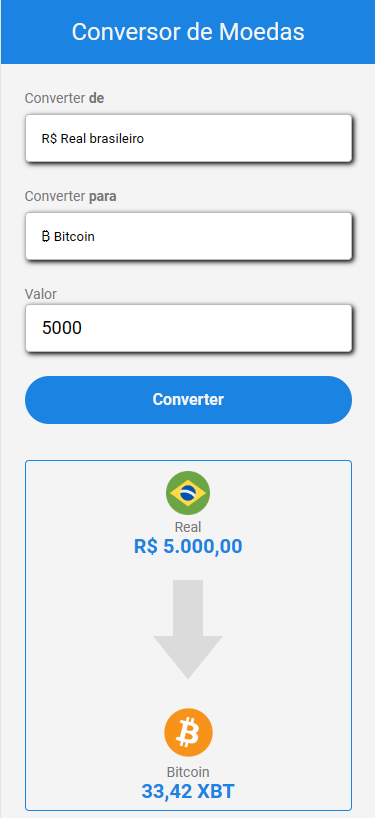 Conversor de Moedas
Converter de
R$ Real brasileiro
Converter para
₿ Bitcoin
Valor
5000
Converter
Real
R$ 5.000,00
Bitcoin
33,42 XBT